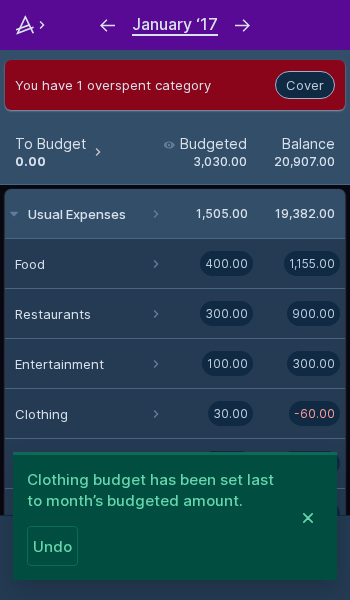 January ‘17
You have 1 overspent category
Cover
To Budget
Budgeted
Balance
0.00
3,030.00
20,907.00
Usual Expenses
1,505.00
19,382.00
Food
400.00
1,155.00
Restaurants
300.00
900.00
Entertainment
100.00
300.00
Clothing
30.00
-60.00
Clothing budget has been set last
to month’s budgeted amount.
Undo